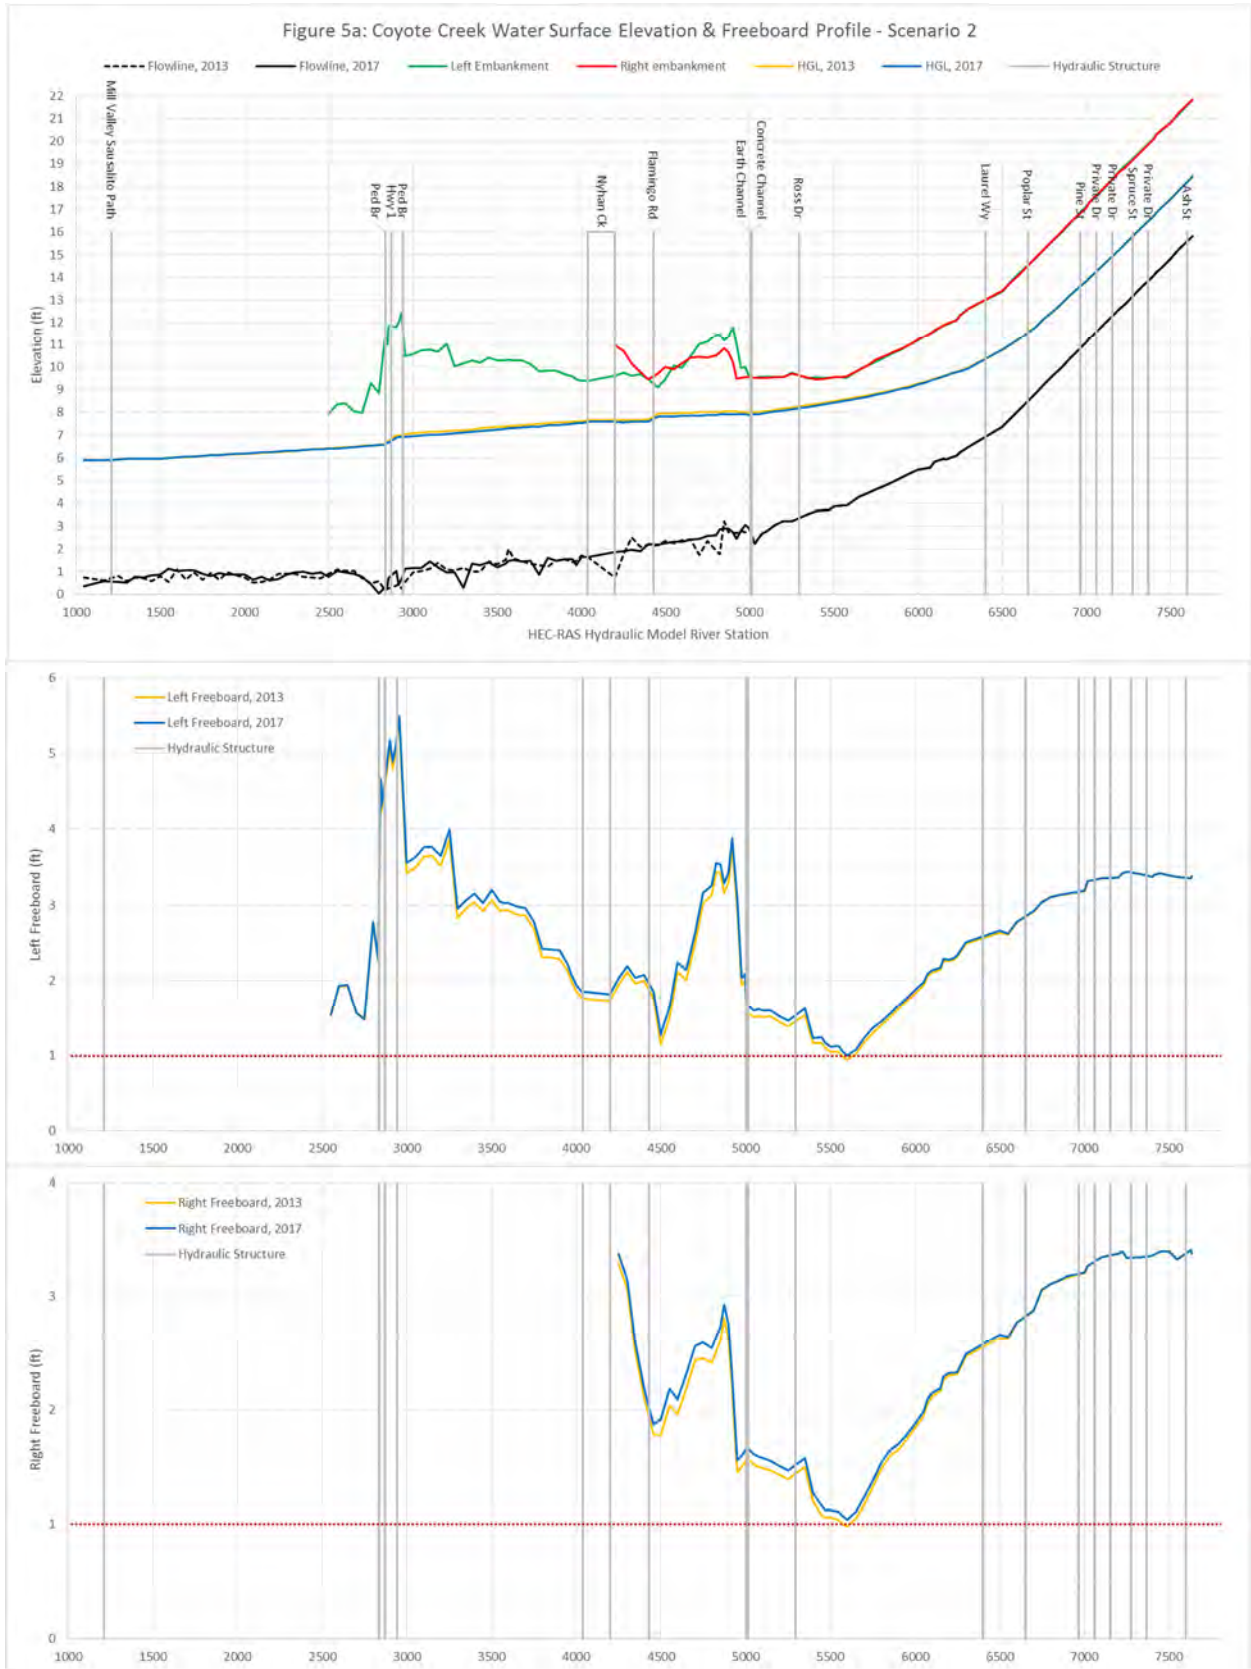 Figure 5a: Coyote Creek Water Surface Elevation & Freeboard Profile - Scenario 2
Flowline, 2013 Flowline, 2017 Left Embankment Right embankment HGL, 2013 HGL, 2017 Hydraulic Structure
Elevation (ft)
22
21
20
19
18
17
16
15
14
13
12
11
10
9
8
7
6
5
4
3
2
1
0
Mill Valley Sausalito Path
Ped Br
Hwy 1
Ped Br
Nyhan Ck
Flamingo Rd
Earth Channel
Concrete Channel
Ross Dr
Laurel Wy
Poplar St
Pine St
Private Dr
Private Dr
Spruce St
Private Dr
Ash St
1000 1500 2000 2500 3000 3500 4000 4500 5000 5500 6000 6500 7000 7500
HEC-RAS Hydraulic Model River Station
Left Freeboard (ft)
6
5
4
3
2
1
0
Left Freeboard, 2013
Left Freeboard, 2017
Hydraulic Structure
1000 1500 2000 2500 3000 3500 4000 4500 5000 5500 6000 6500 7000 7500
Right Freeboard (ft)
4
3
2
1
0
Right Freeboard, 2013
Right Freeboard, 2017
Hydraulic Structure
1000 1500 2000 2500 3000 3500 4000 4500 5000 5500 6000 6500 7000 7500